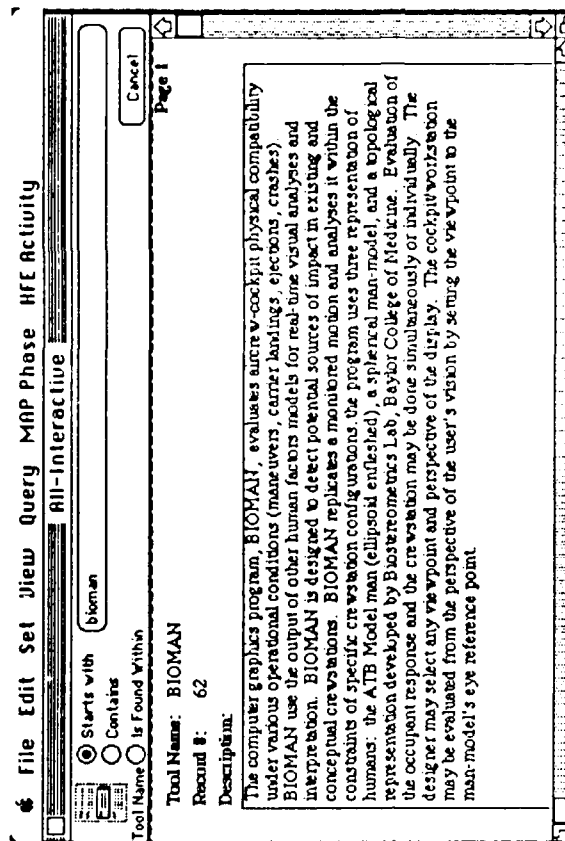 File Edit Set View Query MAP Phase HFE Activity
All-Interactive
Starts with
Contains
Tool Name Is Found Within
bioman
Cancel
Page 1
Tool Name: BIOMAN
Record #: 62
Description:
The computer graphics program, BIOMAN, evaluates aircrew-cockpit physical compatibility
under various operational conditions (maneuvers, carrier landings, ejections, crashes).
BIOMAN use the output of other human factors models for real-time visual analyses and
interpretation. BIOMAN is designed to detect potential sources of impact in existing and
conceptual crewstations. BIOMAN replicates a monitored motion and analyses it within the
constraints of specific crewstation configurations. the program uses three representation of
humans: the ATB Model man (ellipsoid enfleshed), a spherical man-model, and a topological
representation developed by Biostereometrics Lab, Baylor College of Medicine. Evaluation of
the occupant response and the crewstation may be done simultaneously or individually. The
designer may select any viewpoint and perspective of the display. The cockpit/workstation
may be evaluated from the perspective of the user's vision by setting the viewpoint to the
man-model's eye reference point